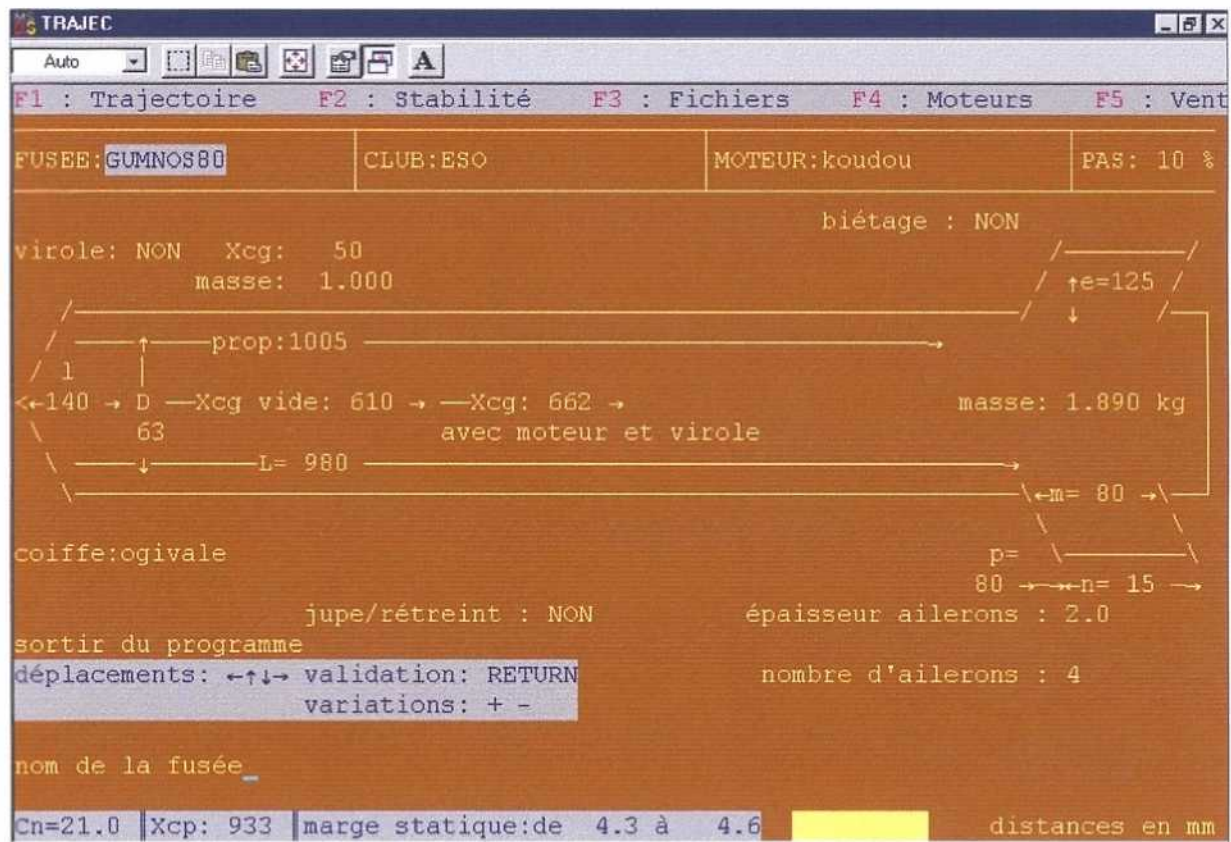 TRAJEC
Auto A
F1 : Trajectoire F2 : Stabilité F3 : Fichiers F4 : Moteurs F5 : Vent
FUSEE:GUMNOS80 CLUB:ESO MOTEUR:koudou PAS: 10 %
biétage : NON
virole: NON Xcg: 50
masse: 1.000 ↑e=125
prop:1005
l
140 → D Xcg vide: 610 → Xcg: 662 → masse: 1.890 kg
63 avec moteur et virole
L= 980
←m= 80 →
coiffe:ogivale p=
80 →←n= 15 →
jupe/rétreint : NON épaisseur ailerons : 2.0
sortir du programme
déplacements: ←↑↓→ validation: RETURN nombre d'ailerons : 4
variations: + -
nom de la fusée_
Cn=21.0 Xcp: 933 marge statique:de 4.3 à 4.6 distances en mm